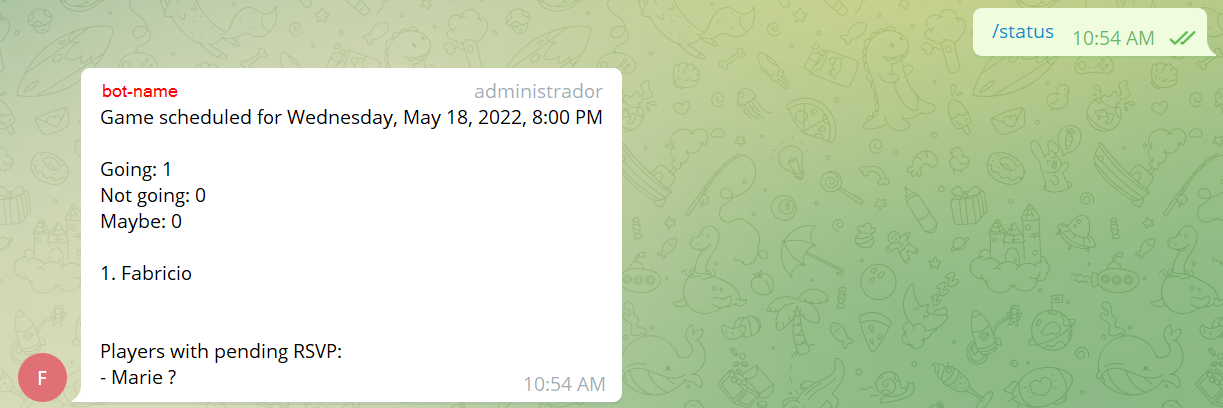 /status 10:54 AM
bot-name administrador
Game scheduled for Wednesday, May 18, 2022, 8:00 PM
Going: 1
Not going: 0
Maybe: 0
1. Fabricio
Players with pending RSVP:
- Marie ?
F
10:54 AM